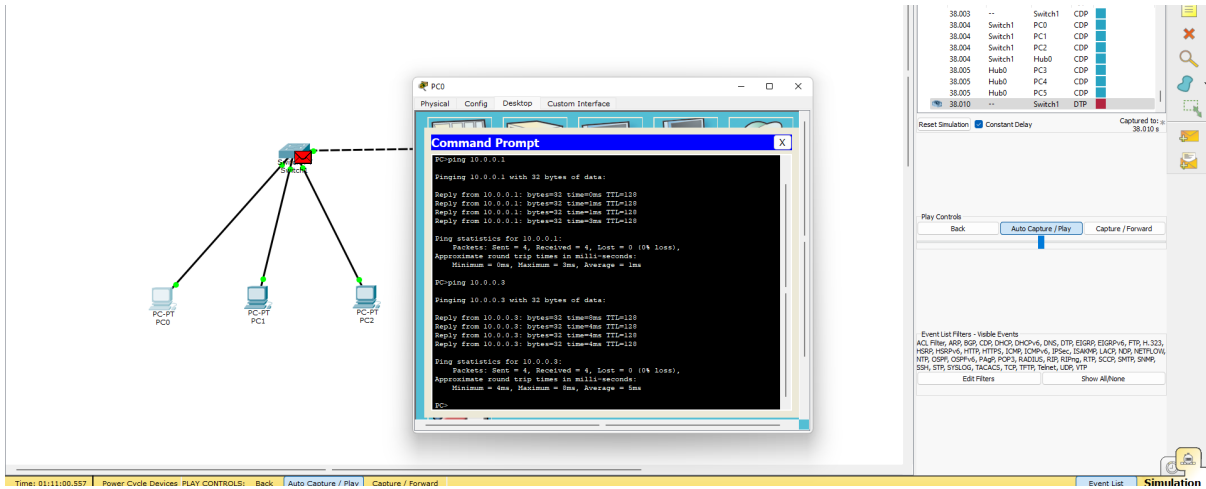 PC0
Physical Config Desktop Custom Interface
Command Prompt
X
PC>ping 10.0.0.1
Pinging 10.0.0.1 with 32 bytes of data:
Reply from 10.0.0.1: bytes=32 time=0ms TTL=128
Reply from 10.0.0.1: bytes=32 time=1ms TTL=128
Reply from 10.0.0.1: bytes=32 time=1ms TTL=128
Reply from 10.0.0.1: bytes=32 time=3ms TTL=128
Ping statistics for 10.0.0.1:
Packets: Sent = 4, Received = 4, Lost = 0 (0% loss),
Approximate round trip times in milli-seconds:
Minimum = 0ms, Maximum = 3ms, Average = 1ms
PC>ping 10.0.0.3
Pinging 10.0.0.3 with 32 bytes of data:
Reply from 10.0.0.3: bytes=32 time=8ms TTL=128
Reply from 10.0.0.3: bytes=32 time=4ms TTL=128
Reply from 10.0.0.3: bytes=32 time=4ms TTL=128
Reply from 10.0.0.3: bytes=32 time=4ms TTL=128
Ping statistics for 10.0.0.3:
Packets: Sent = 4, Received = 4, Lost = 0 (0% loss),
Approximate round trip times in milli-seconds:
Minimum = 4ms, Maximum = 8ms, Average = 5ms
PC>
PC-PT
PC0
PC-PT
PC1
PC-PT
PC2
38.003 -- Switch1 CDP
38.004 Switch1 PC0 CDP
38.004 Switch1 PC1 CDP
38.004 Switch1 PC2 CDP
38.004 Switch1 Hub0 CDP
38.005 Hub0 PC3 CDP
38.005 Hub0 PC4 CDP
38.005 Hub0 PC5 CDP
38.010 -- Switch1 DTP
Reset Simulation Constant Delay Captured to: *
38.010 s
Play Controls
Back Auto Capture / Play Capture / Forward
Event List Filters - Visible Events
ACL Filter, ARP, BGP, CDP, DHCP, DHCPv6, DNS, DTP, EIGRP, EIGRPv6, FTP, H.323,
HSRP, HSRPv6, HTTP, HTTPS, ICMP, ICMPv6, IPSec, ISAKMP, LACP, NDP, NETFLOW,
NTP, OSPF, OSPFv6, PAgP, POP3, RADIUS, RIP, RIPng, RTP, SCCP, SMTP, SNMP,
SSH, STP, SYSLOG, TACACS, TCP, TFTP, Telnet, UDP, VTP
Edit Filters Show All/None
Time: 01:11:00.557 Power Cycle Devices PLAY CONTROLS: Back Auto Capture / Play Capture / Forward Event List Simulation